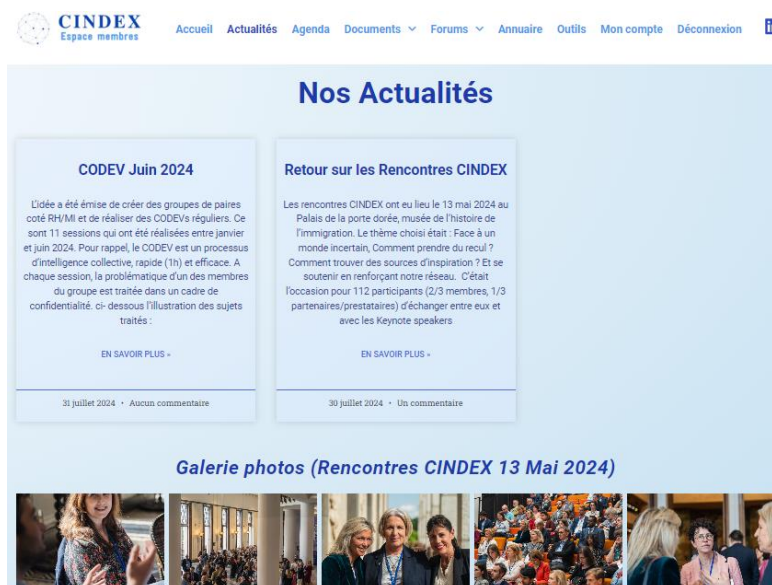 CINDEX
Espace membres
Accueil Actualités Agenda Documents Forums Annuaire Outils Mon compte Déconnexion
Nos Actualités
CODEV Juin 2024
L'idée a été émise de créer des groupes de paires
coté RH/MI et de réaliser des CODEVs réguliers. Ce
sont 11 sessions qui ont été réalisées entre janvier
et juin 2024. Pour rappel, le CODEV est un processus
d'intelligence collective, rapide (1h) et efficace. A
chaque session, la problématique d'un des membres
du groupe est traitée dans un cadre de
confidentialité. ci- dessous l'illustration des sujets
traités :
EN SAVOIR PLUS »
31 juillet 2024 • Aucun commentaire
Retour sur les Rencontres CINDEX
Les rencontres CINDEX ont eu lieu le 13 mai 2024 au
Palais de la porte dorée, musée de l'histoire de
l'immigration. Le thème choisi était : Face à un
monde incertain, Comment prendre du recul ?
Comment trouver des sources d'inspiration ? Et se
soutenir en renforçant notre réseau. C'était
l'occasion pour 112 participants (2/3 membres, 1/3
partenaires/prestataires) d'échanger entre eux et
avec les Keynote speakers
EN SAVOIR PLUS »
30 juillet 2024 • Un commentaire
Galerie photos (Rencontres CINDEX 13 Mai 2024)